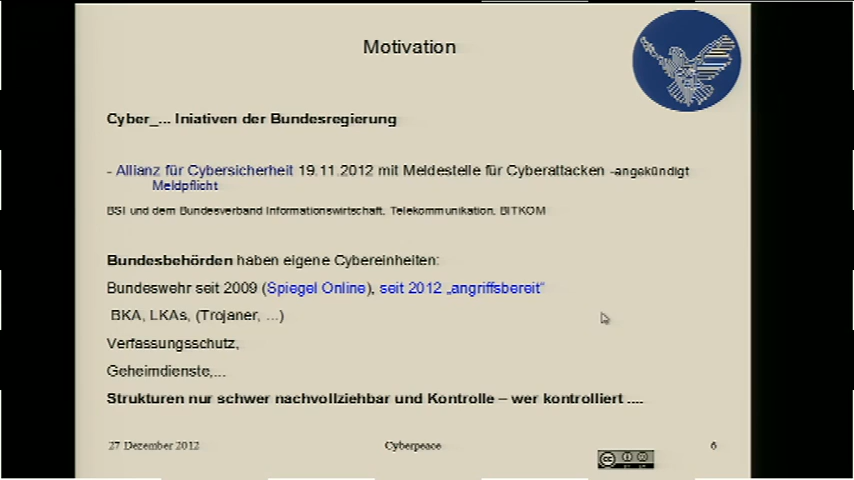 Motivation
Cyber_... Iniativen der Bundesregierung
- Allianz für Cybersicherheit 19.11.2012 mit Meldestelle für Cyberattacken -angekündigt
Meldpflicht
BSI und dem Bundesverband Informationswirtschaft, Telekommunikation, BITKOM
Bundesbehörden haben eigene Cybereinheiten:
Bundeswehr seit 2009 (Spiegel Online), seit 2012 „angriffsbereit“
BKA, LKAs, (Trojaner, ...)
Verfassungsschutz,
Geheimdienste,...
Strukturen nur schwer nachvollziehbar und Kontrolle – wer kontrolliert ....
27 Dezember 2012 Cyberpeace 6